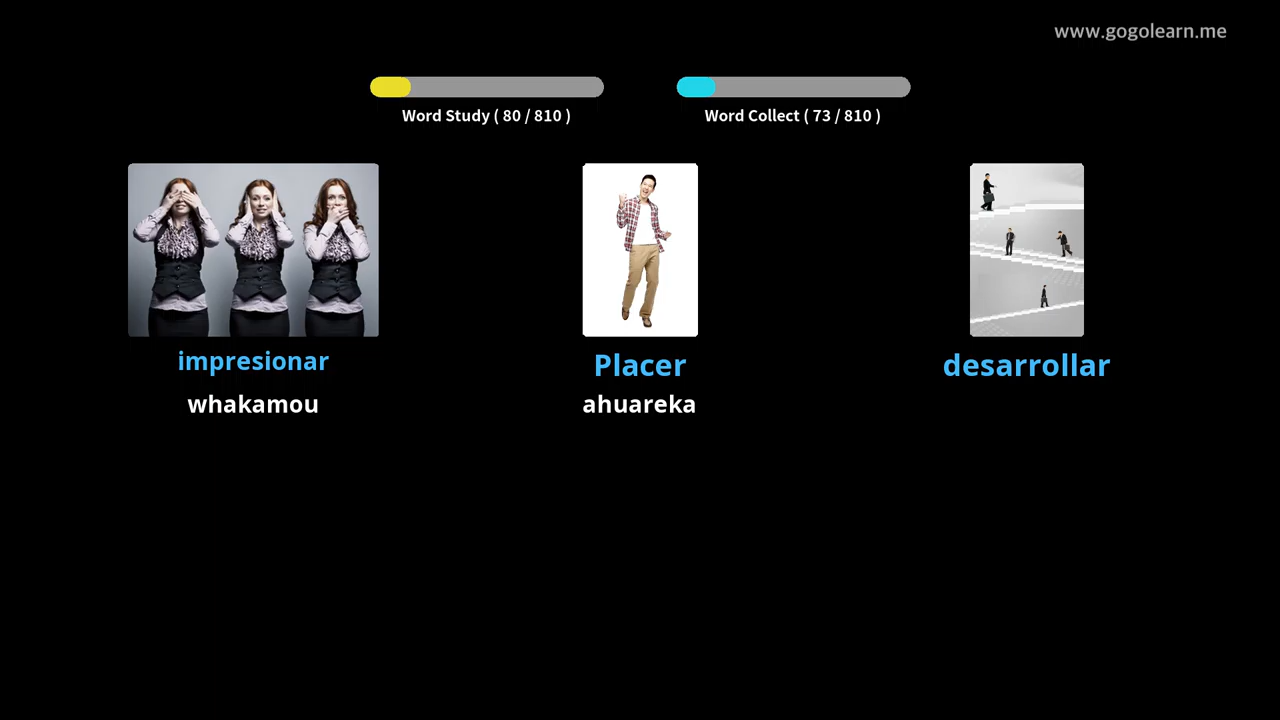 www.gogolearn.me
Word Study ( 80 / 810 )
Word Collect ( 73 / 810 )
impresionar
Placer
desarrollar
whakamou
ahuareka